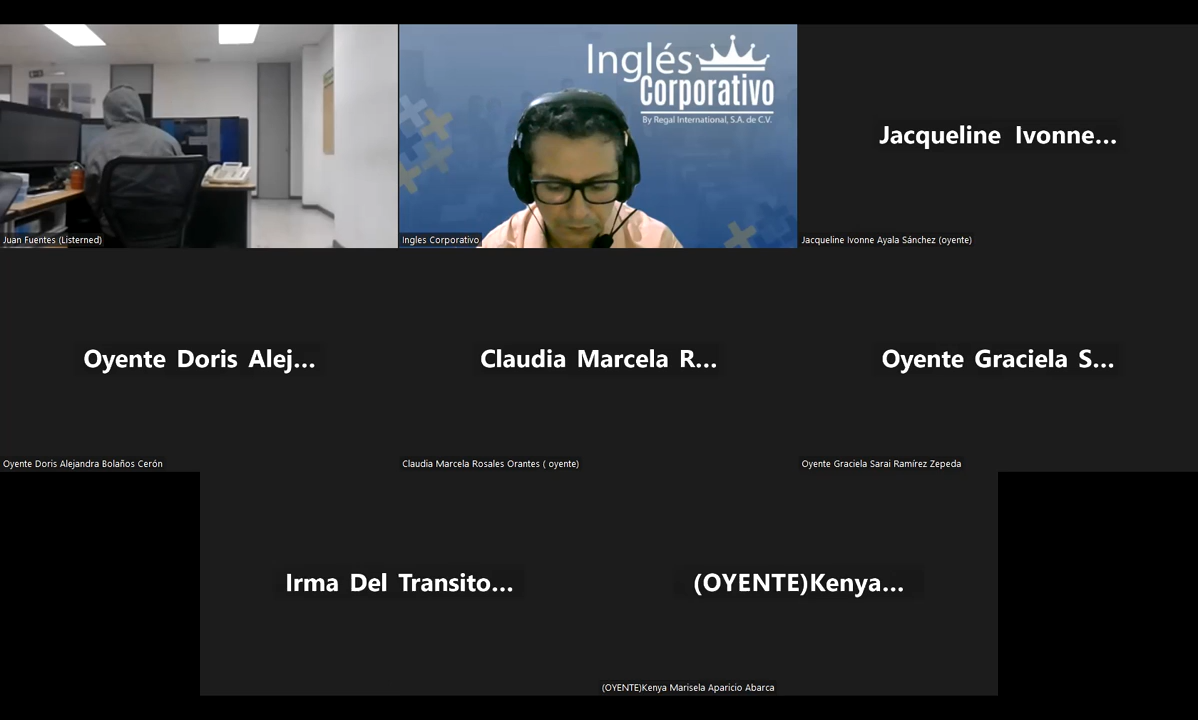 Inglés
Corporativo
By Regal International, S.A. de C.V.
Jacqueline Ivonne...
Juan Fuentes (Listerned)
Ingles Corporativo
Jacqueline Ivonne Ayala Sánchez (oyente)
Oyente Doris Alej...
Claudia Marcela R...
Oyente Graciela S...
Oyente Doris Alejandra Bolaños Cerón
Claudia Marcela Rosales Orantes ( oyente)
Oyente Graciela Sarai Ramírez Zepeda
Irma Del Transito...
(OYENTE)Kenya...
(OYENTE)Kenya Marisela Aparicio Abarca